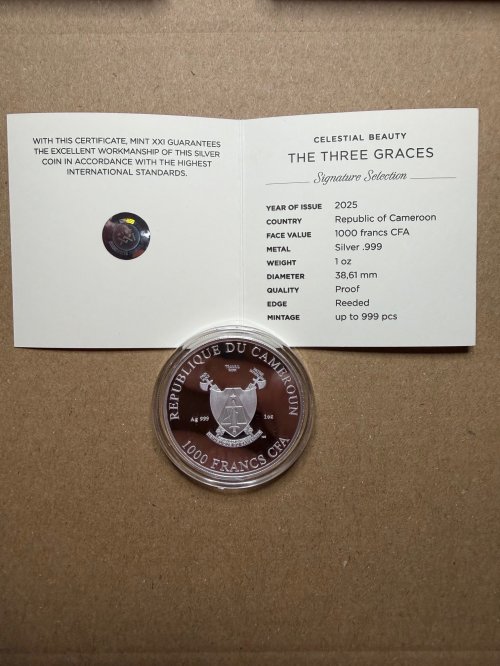 WITH THIS CERTIFICATE, MINT XXI GUARANTEES
THE EXCELLENT WORKMANSHIP OF THIS SILVER
COIN IN ACCORDANCE WITH THE HIGHEST
INTERNATIONAL STANDARDS.
CELESTIAL BEAUTY
THE THREE GRACES
Signature Selection
YEAR OF ISSUE 2025
COUNTRY Republic of Cameroon
FACE VALUE 1000 francs CFA
METAL Silver .999
WEIGHT 1 oz
DIAMETER 38,61 mm
QUALITY Proof
EDGE Reeded
MINTAGE up to 999 pcs
REPUBLIQUE DU CAMEROUN
Ag 999 1oz
1000 FRANCS CFA